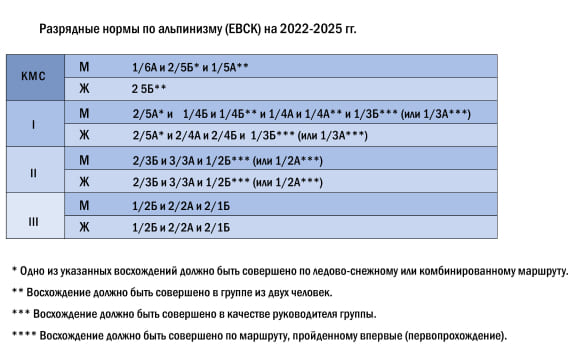 Разрядные нормы по альпинизму (ЕВСК) на 2022-2025 гг.
КМС
М 1/6А и 2/5Б* и 1/5А**
Ж 2 5Б**
I
М 2/5А* и 1/4Б и 1/4Б** и 1/4А и 1/4А** и 1/3Б*** (или 1/3А***)
Ж 2/5А* и 2/4А и 2/4Б и 1/3Б*** (или 1/3А***)
II
М 2/3Б и 3/3А и 1/2Б*** (или 1/2А***)
Ж 2/3Б и 3/3А и 1/2Б*** (или 1/2А***)
III
М 1/2Б и 2/2А и 2/1Б
Ж 1/2Б и 2/2А и 2/1Б
* Одно из указанных восхождений должно быть совершено по ледово-снежному или комбинированному маршруту.
** Восхождение должно быть совершено в группе из двух человек.
*** Восхождение должно быть совершено в качестве руководителя группы.
**** Восхождение должно быть совершено по маршруту, пройденному впервые (первопрохождение).